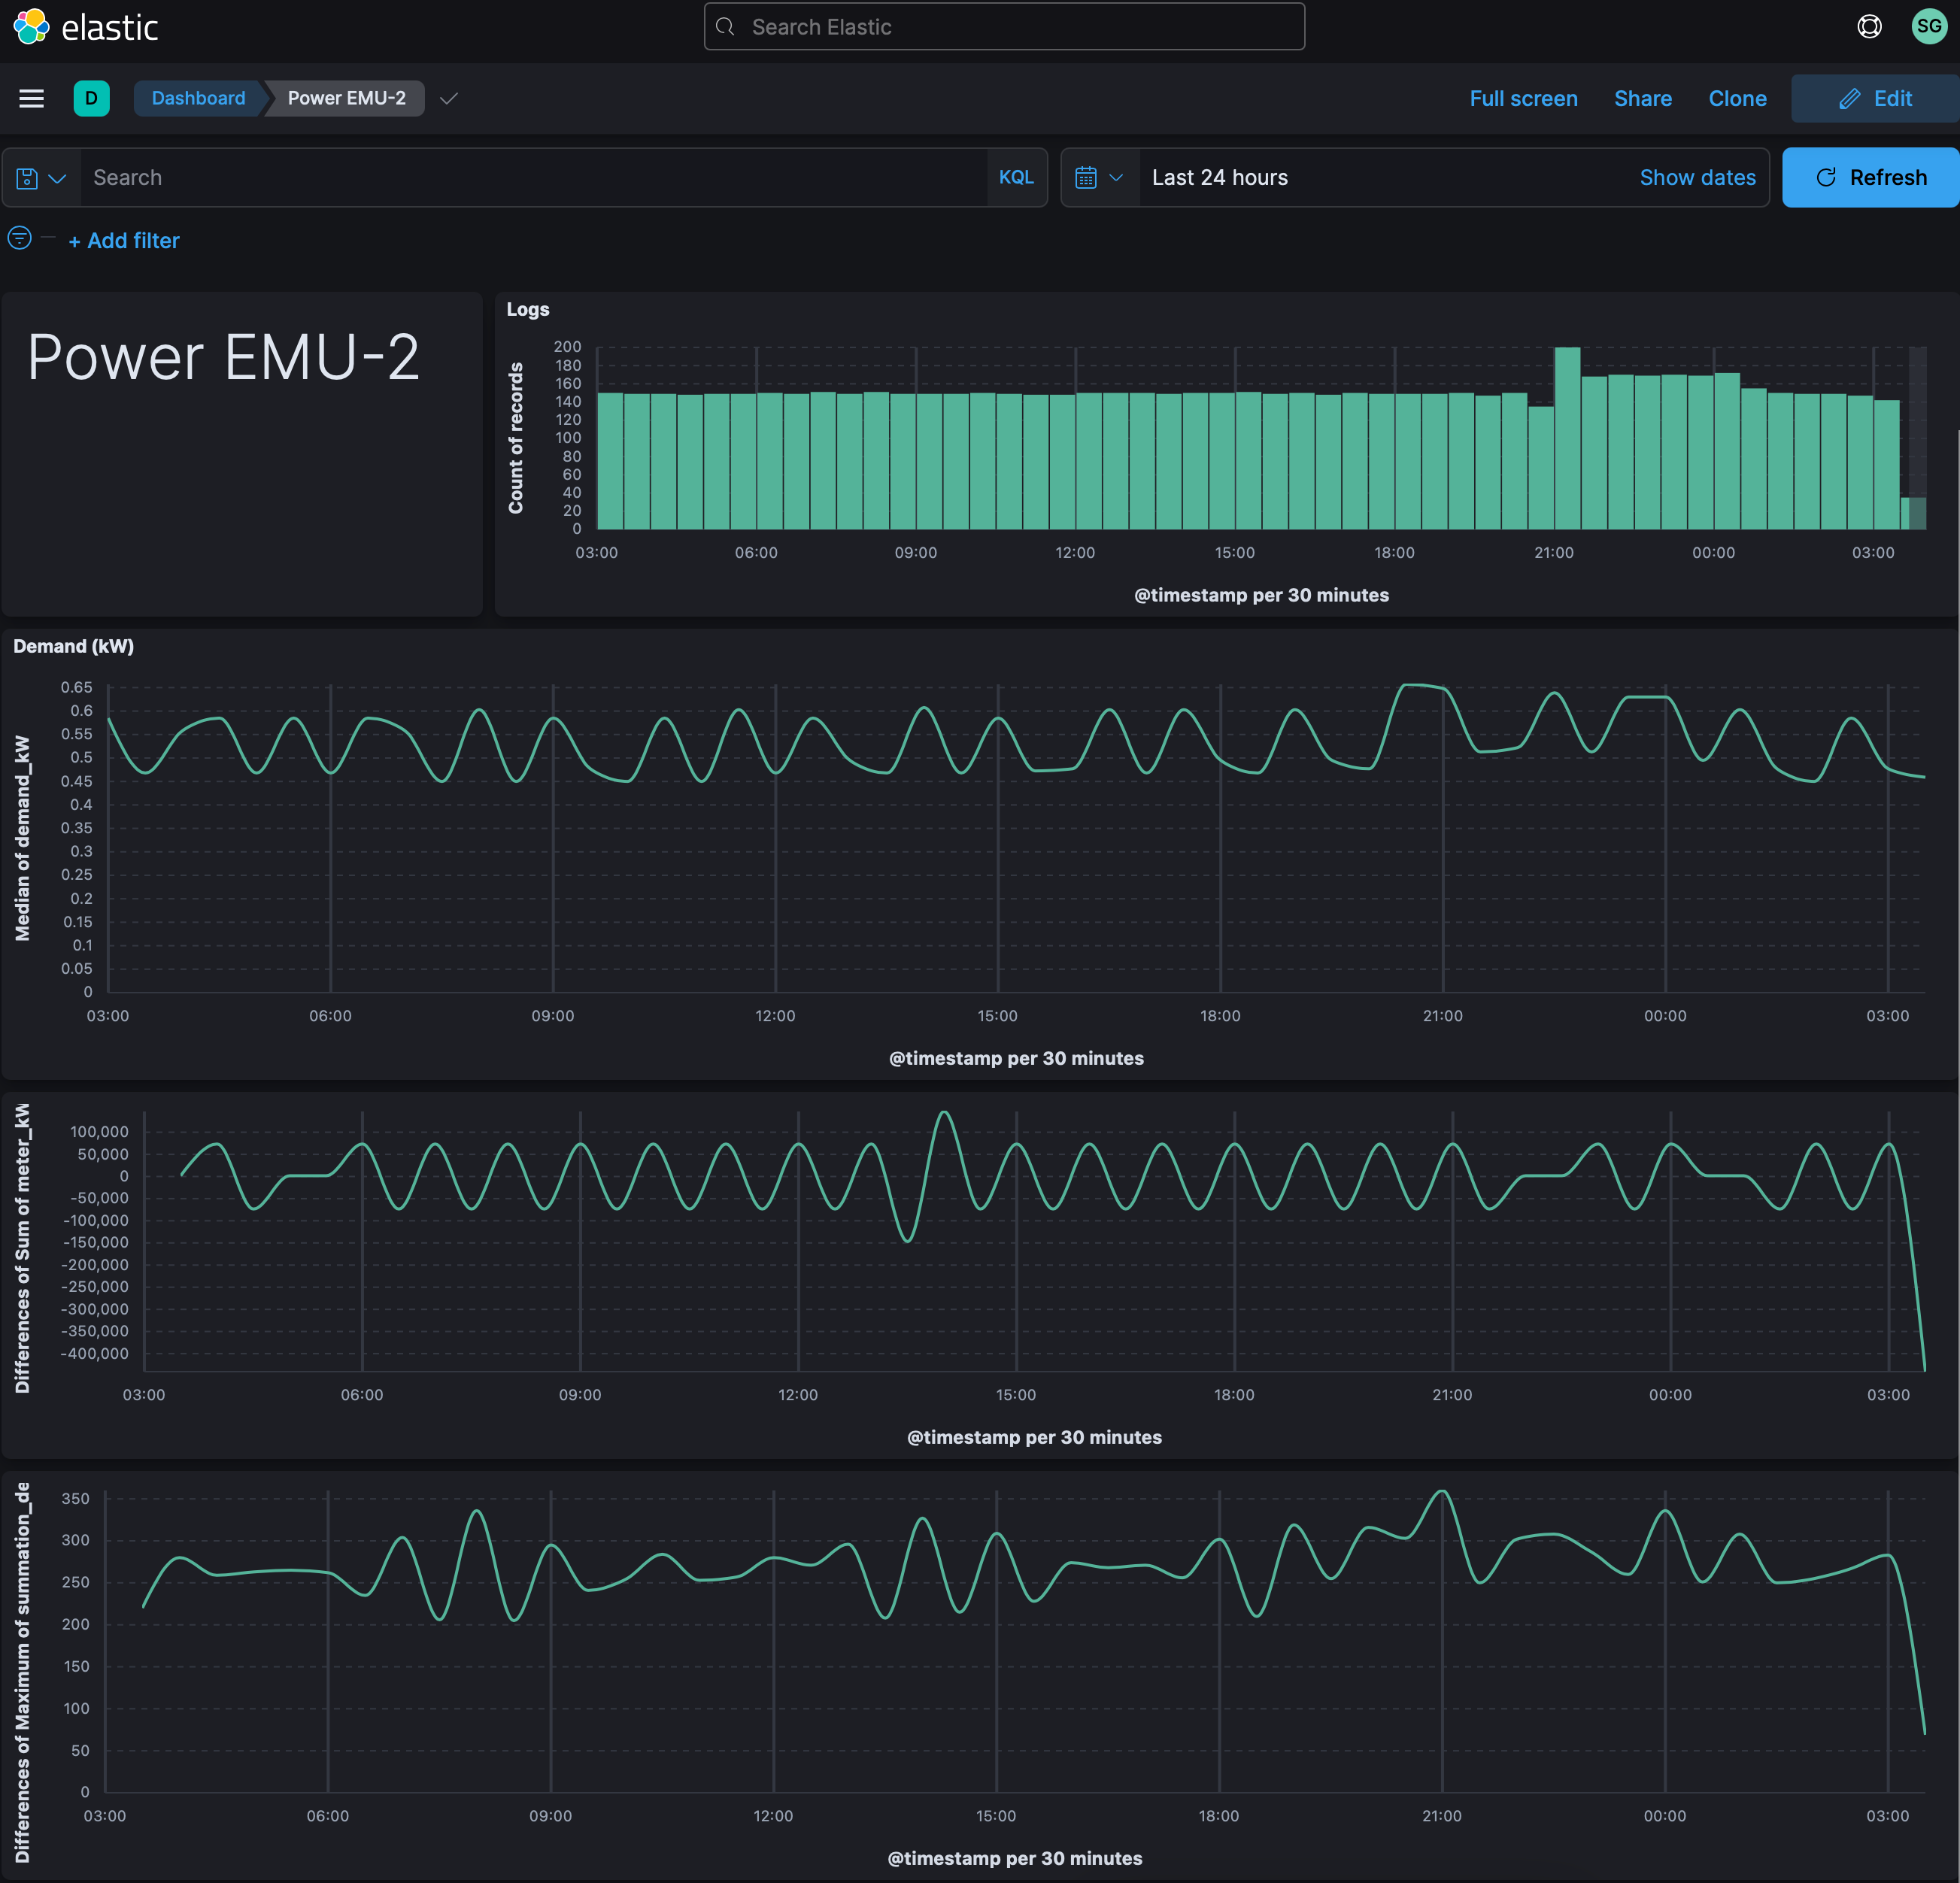 elastic
Search Elastic
SG
D
Dashboard
Power EMU-2
Full screen
Share
Clone
Edit
Search
KQL
Last 24 hours
Show dates
Refresh
+ Add filter
Power EMU-2
Logs
Count of records
200
180
160
140
120
100
80
60
40
20
0
03:00 06:00 09:00 12:00 15:00 18:00 21:00 00:00 03:00
@timestamp per 30 minutes
Demand (kW)
Median of demand_kW
0.65
0.6
0.55
0.5
0.45
0.4
0.35
0.3
0.25
0.2
0.15
0.1
0.05
0
03:00 06:00 09:00 12:00 15:00 18:00 21:00 00:00 03:00
@timestamp per 30 minutes
Differences of Sum of meter_kW
100,000
50,000
0
-50,000
-100,000
-150,000
-200,000
-250,000
-300,000
-350,000
-400,000
03:00 06:00 09:00 12:00 15:00 18:00 21:00 00:00 03:00
@timestamp per 30 minutes
Differences of Maximum of summation_de
350
300
250
200
150
100
50
0
03:00 06:00 09:00 12:00 15:00 18:00 21:00 00:00 03:00
@timestamp per 30 minutes